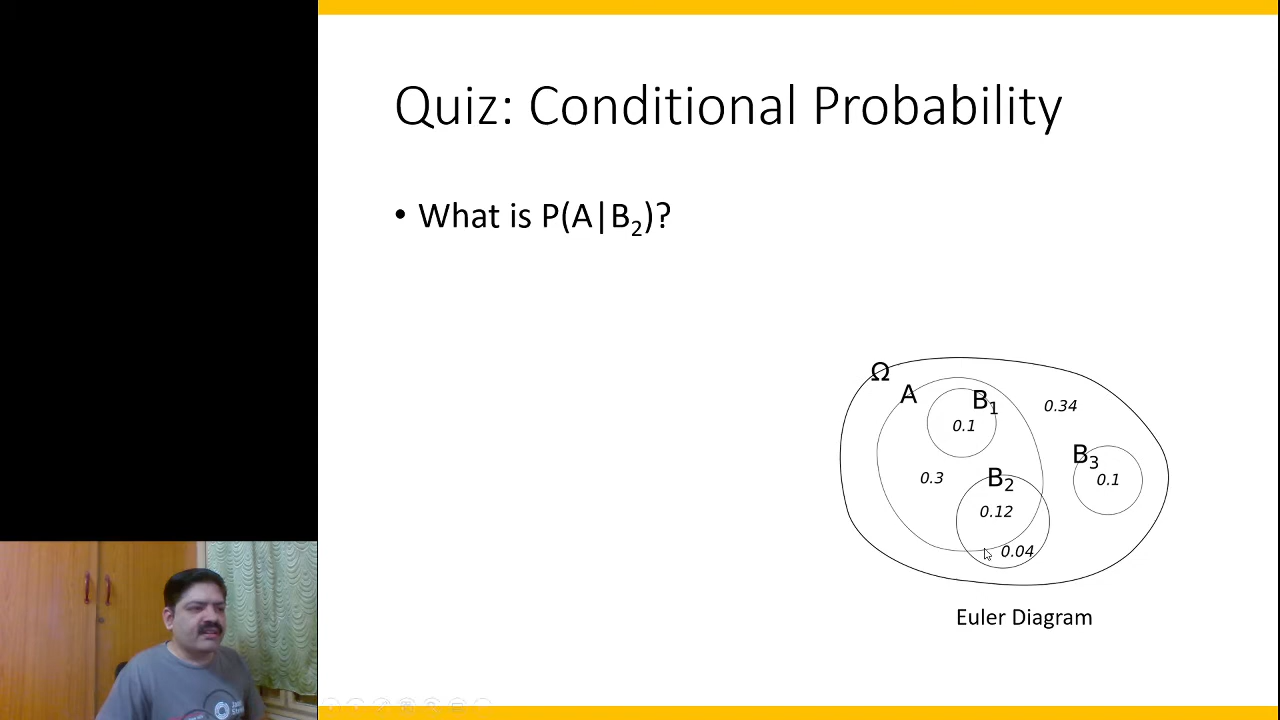 Quiz: Conditional Probability
• What is P(A|B₂)?
Ω
A
B₁
0.34
0.1
B₃
0.3
B₂
0.1
0.12
0.04
Euler Diagram